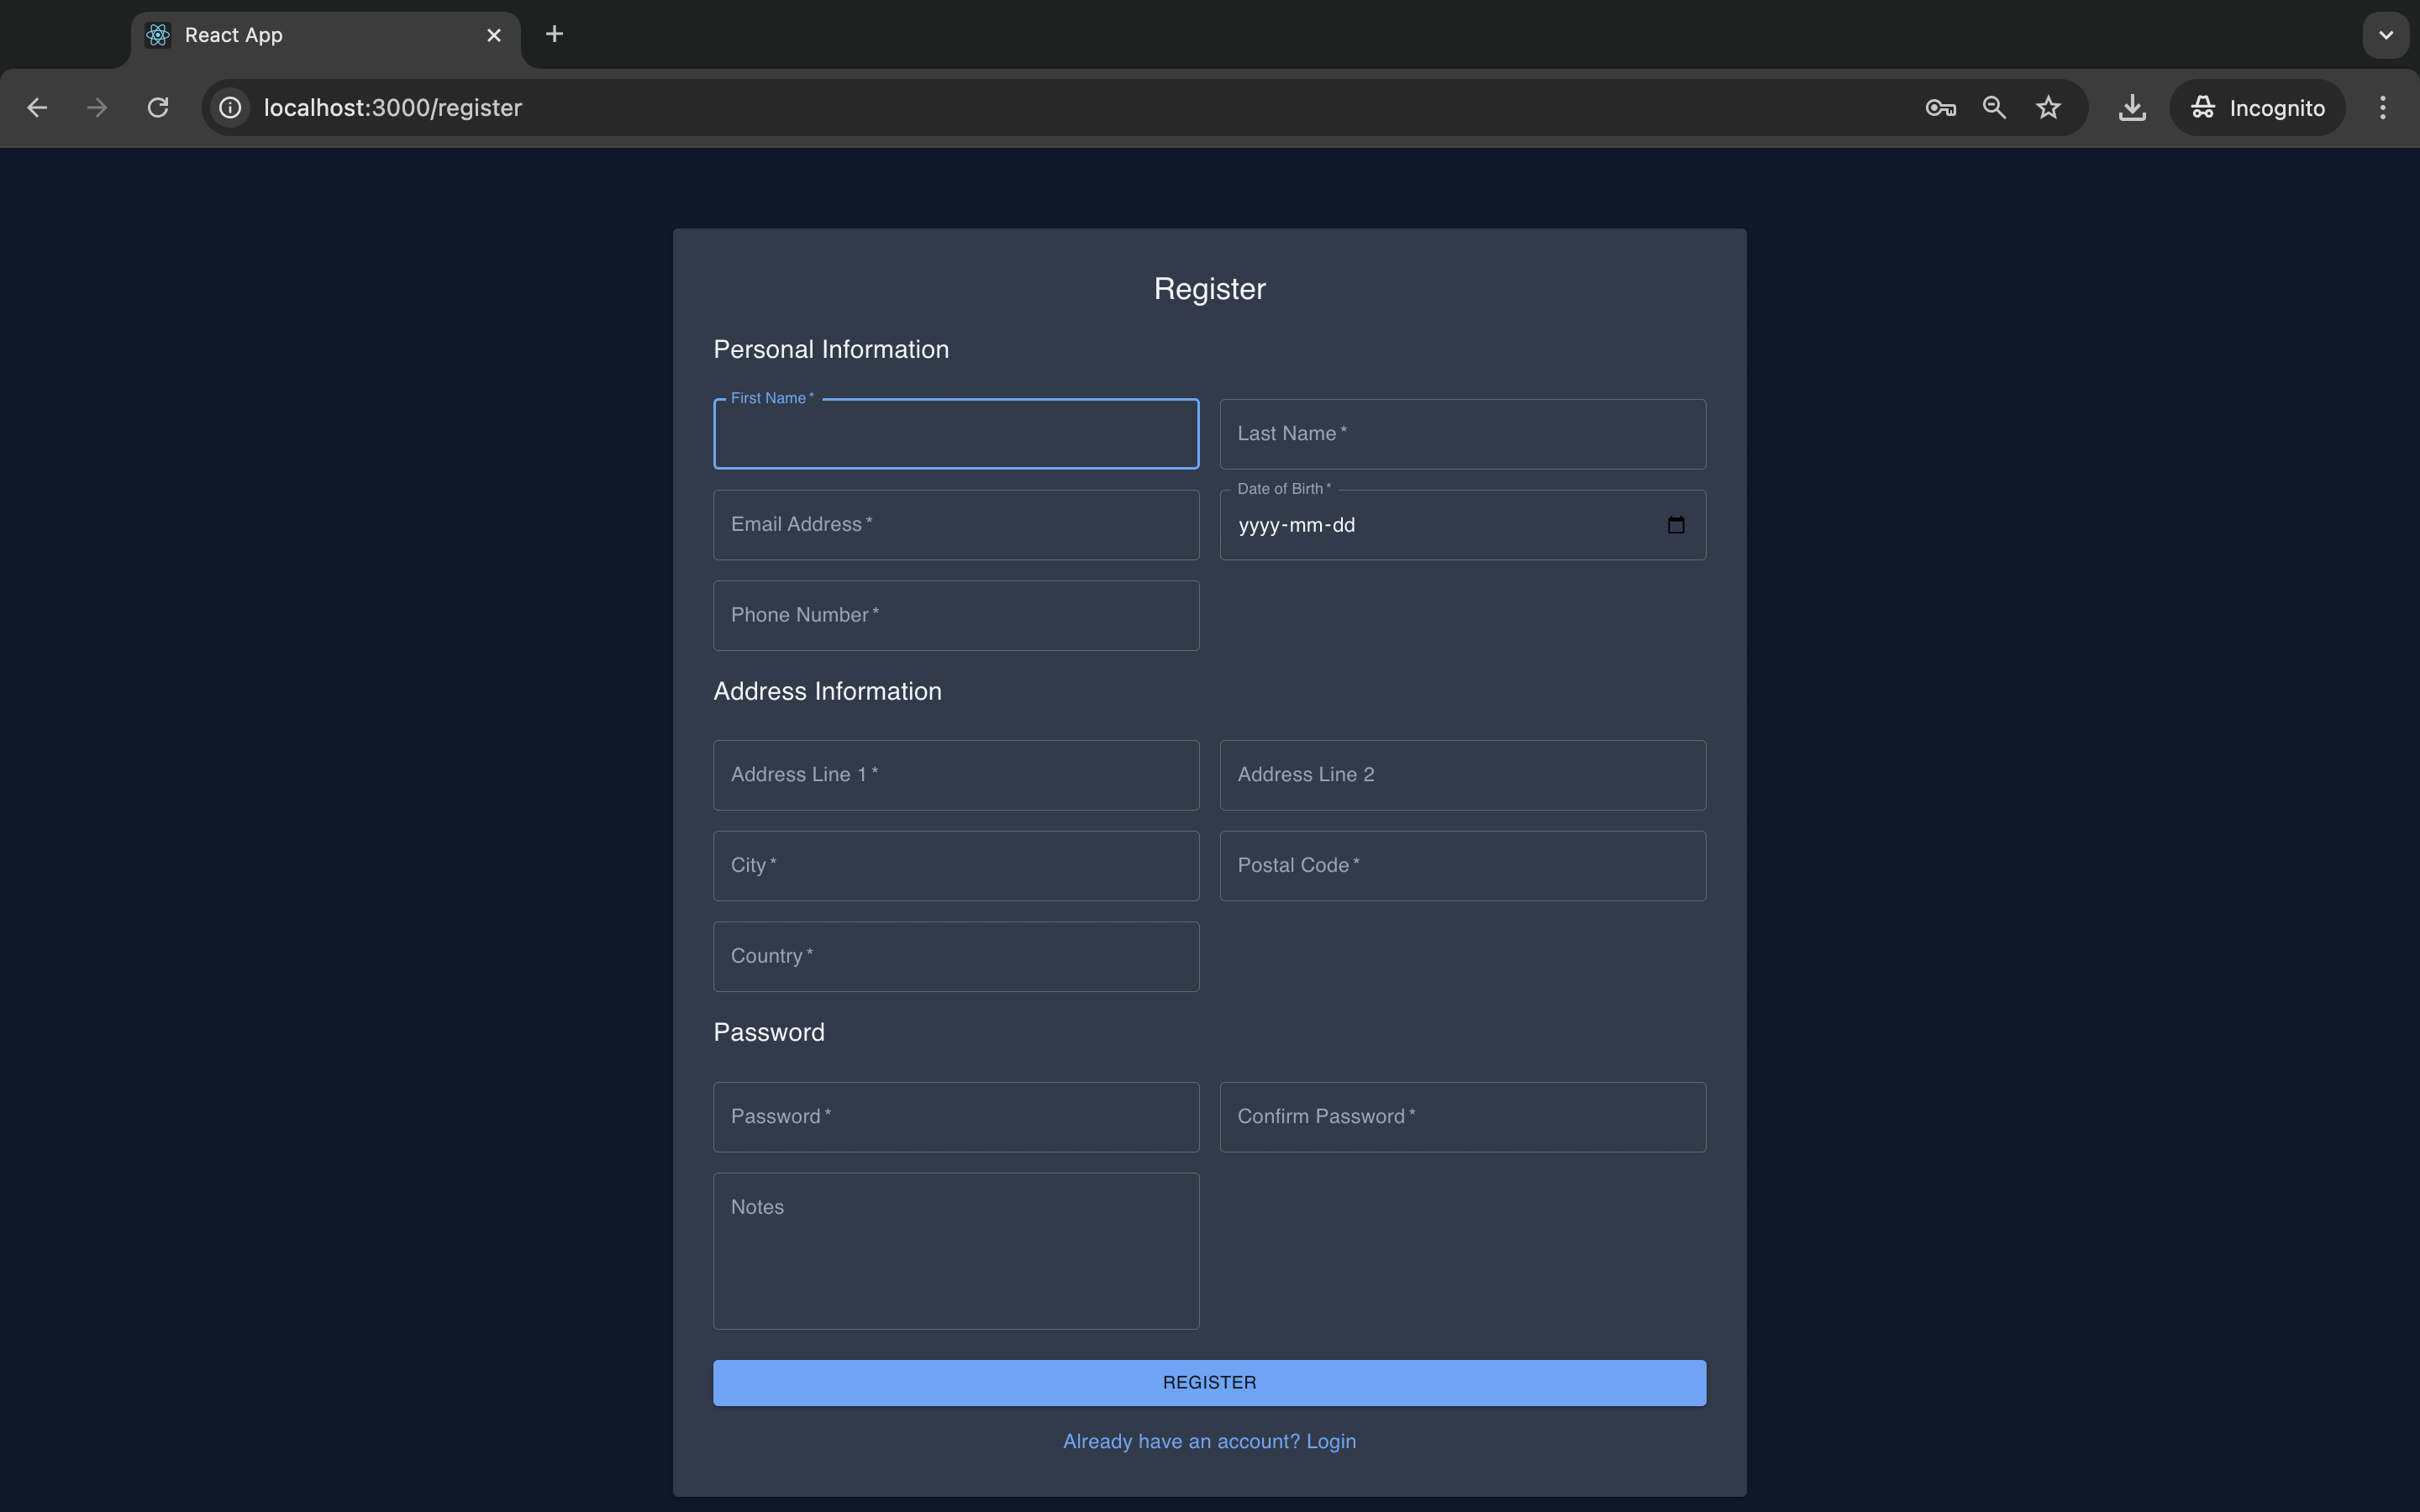 React App
localhost:3000/register
Incognito
Register
Personal Information
First Name *
Last Name *
Email Address *
Date of Birth *
yyyy-mm-dd
Phone Number *
Address Information
Address Line 1 *
Address Line 2
City *
Postal Code *
Country *
Password
Password *
Confirm Password *
Notes
REGISTER
Already have an account? Login